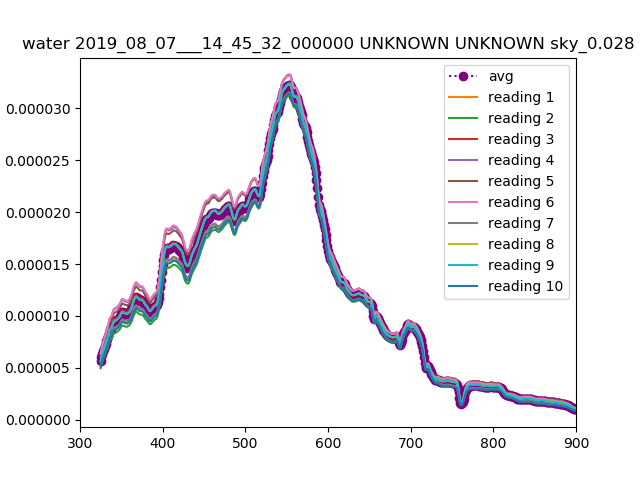 water 2019_08_07___14_45_32_000000 UNKNOWN UNKNOWN sky_0.028
avg
reading 1
reading 2
reading 3
reading 4
reading 5
reading 6
reading 7
reading 8
reading 9
reading 10
0.000030
0.000025
0.000020
0.000015
0.000010
0.000005
0.000000
300 400 500 600 700 800 900